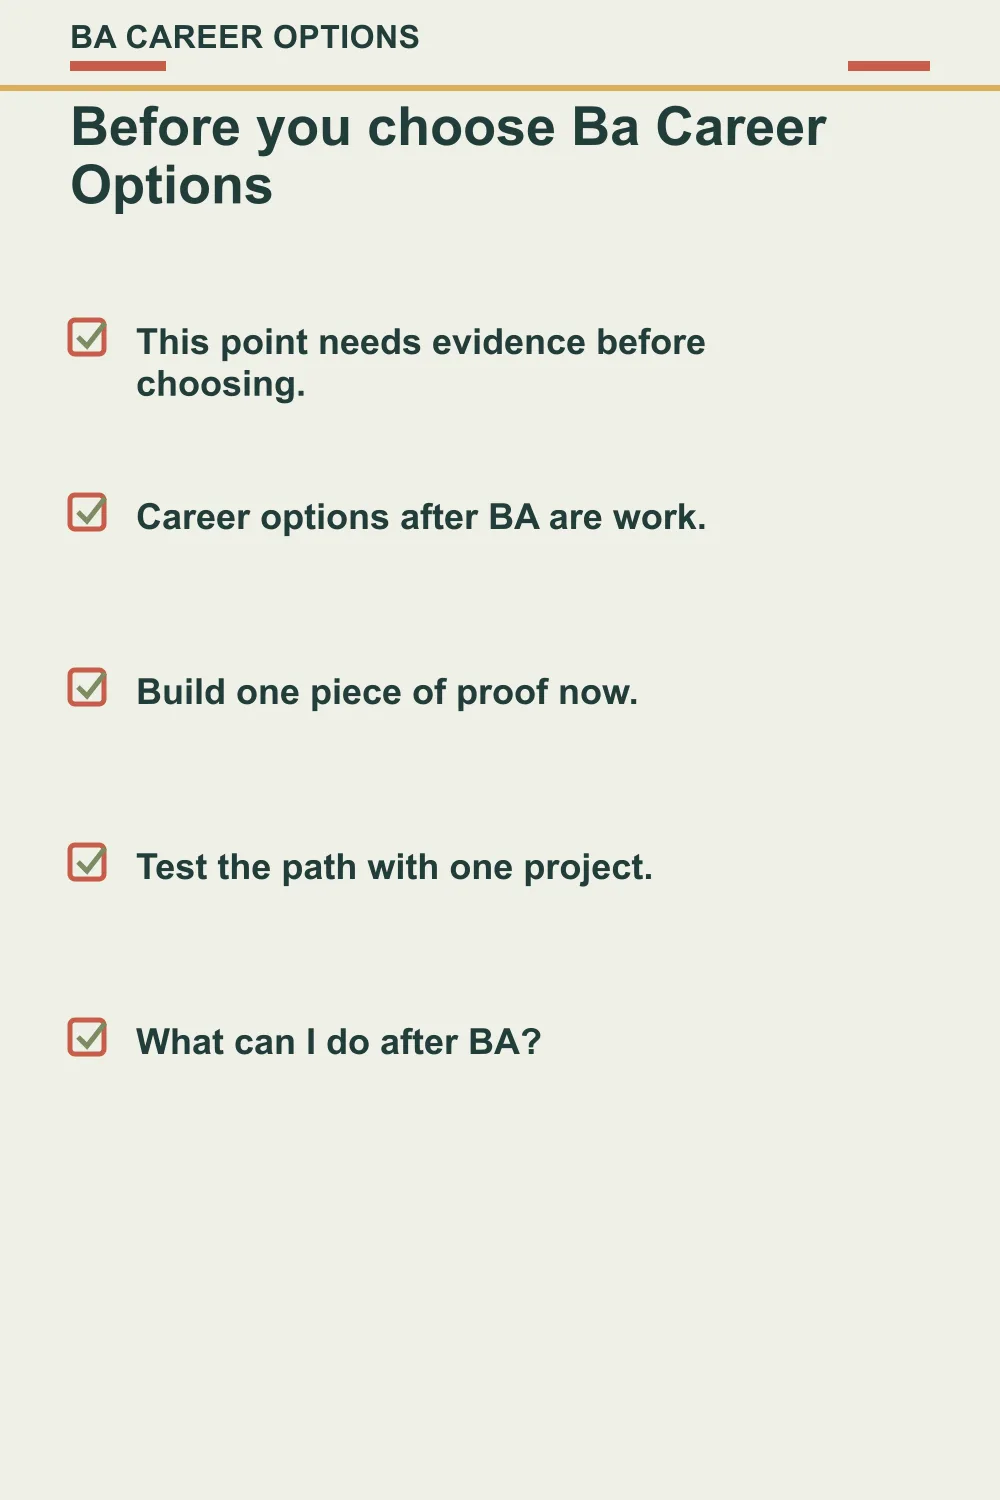 BA CAREER OPTIONS
Before you choose Ba Career
Options
This point needs evidence before
choosing.
Career options after BA are work.
Build one piece of proof now.
Test the path with one project.
What can I do after BA?